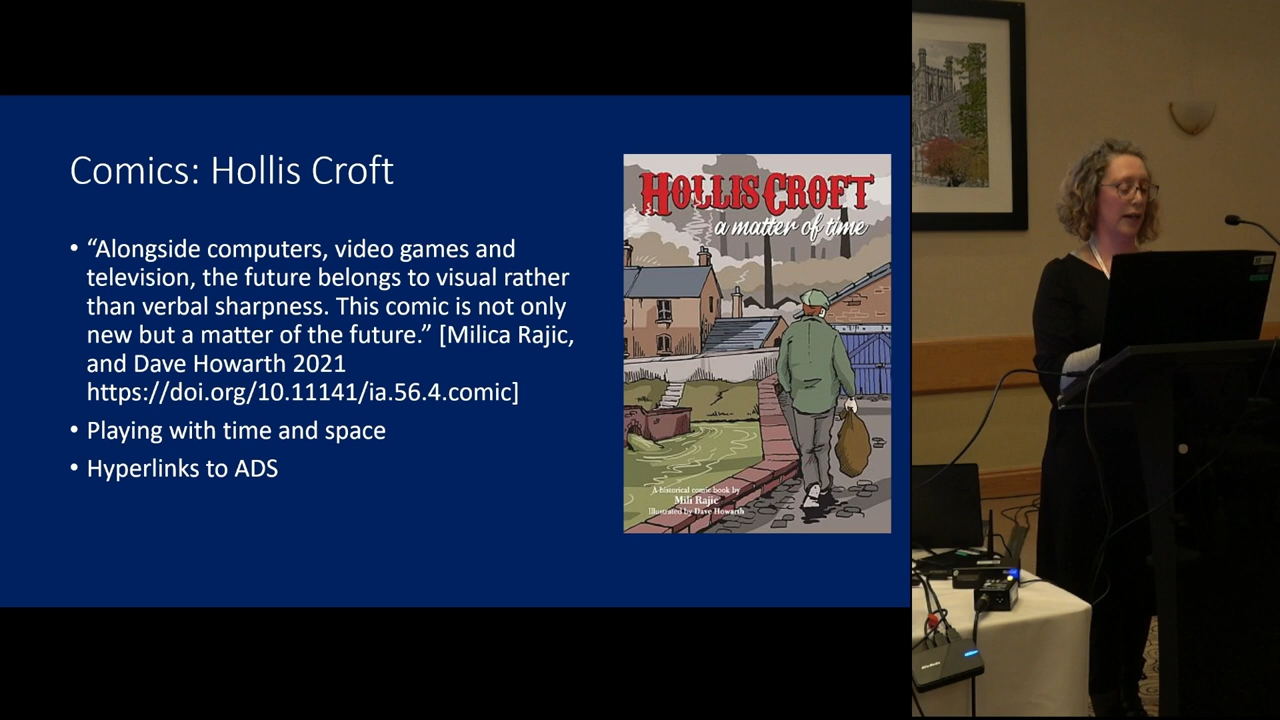 Comics: Hollis Croft
• “Alongside computers, video games and
television, the future belongs to visual rather
than verbal sharpness. This comic is not only
new but a matter of the future.” [Milica Rajic,
and Dave Howarth 2021
https://doi.org/10.11141/ia.56.4.comic]
• Playing with time and space
• Hyperlinks to ADS
HOLLIS CROFT
a matter of time
A historical comic book by
Mili Rajic
Illustrated by Dave Howarth